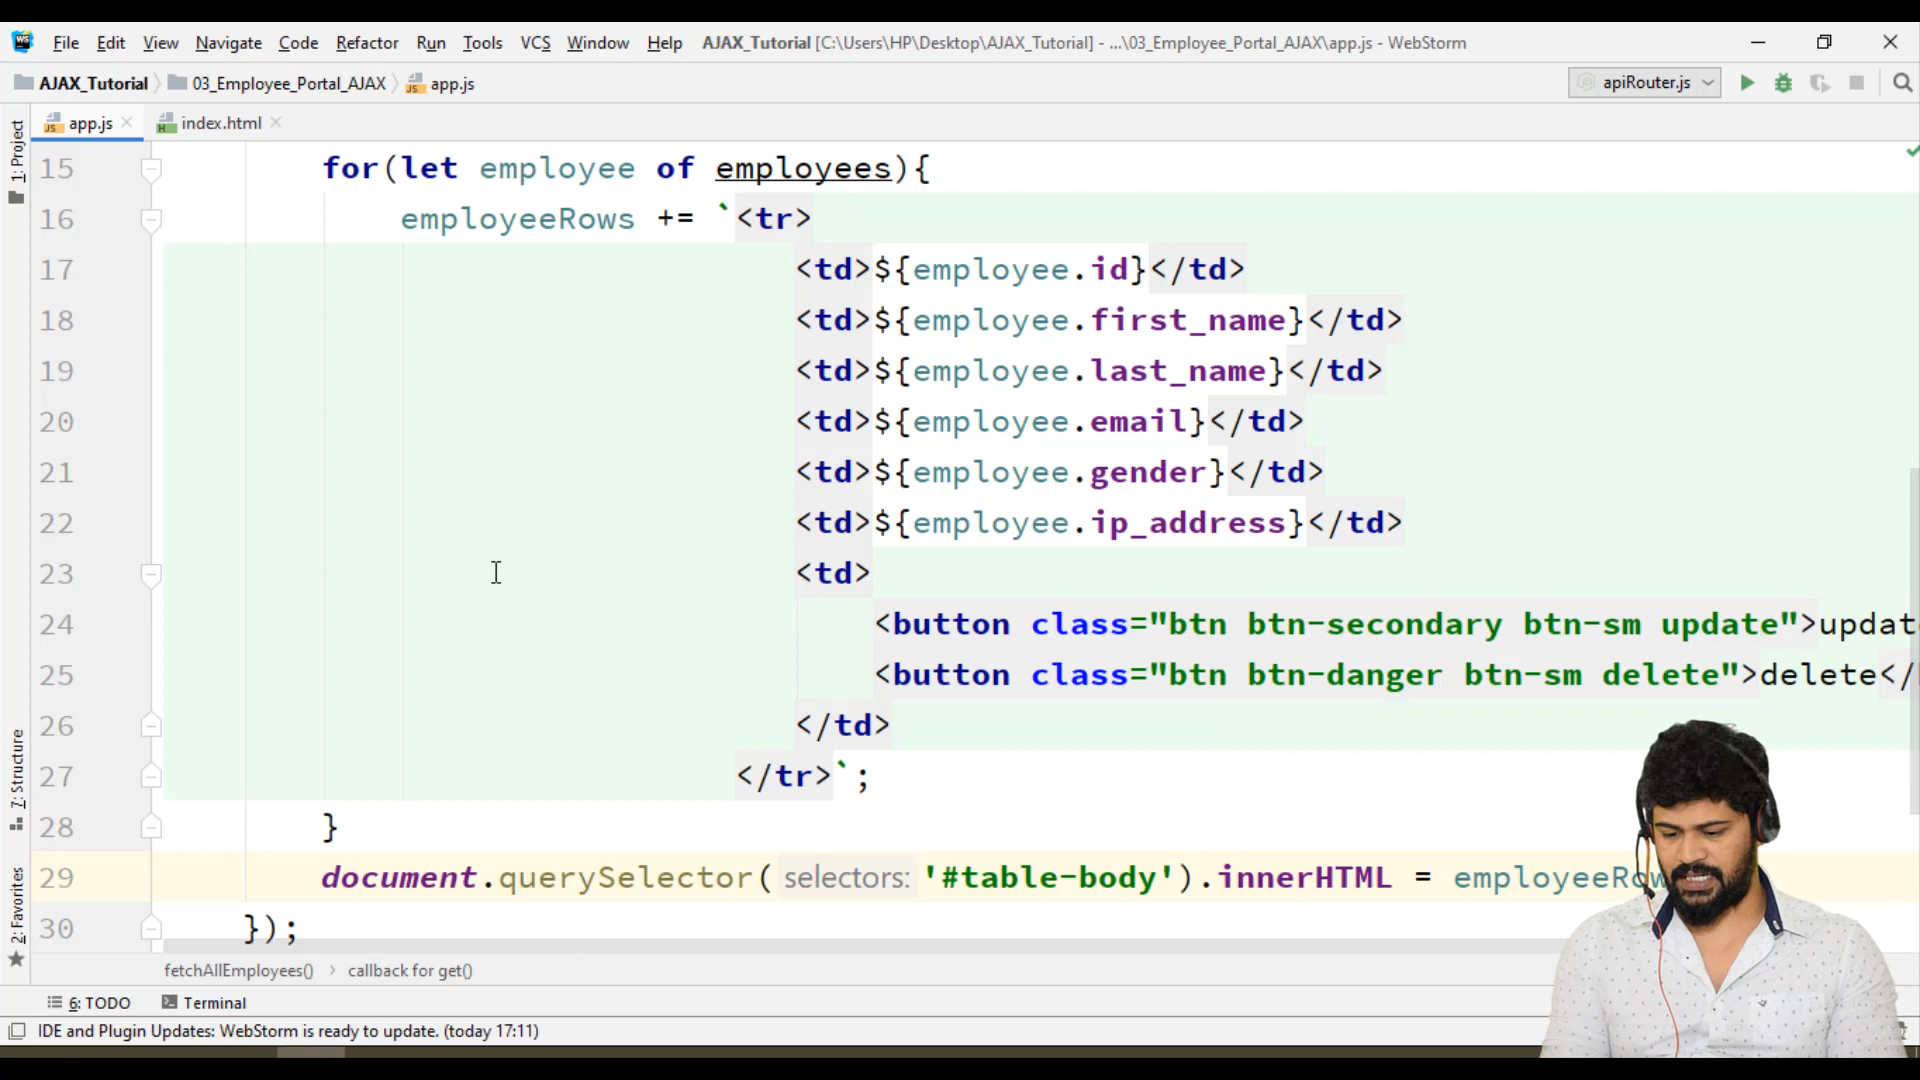 File Edit View Navigate Code Refactor Run Tools VCS Window Help AJAX_Tutorial [C:\Users\HP\Desktop\AJAX_Tutorial] - ...\03_Employee_Portal_AJAX\app.js - WebStorm
AJAX_Tutorial 03_Employee_Portal_AJAX app.js apiRouter.js
app.js index.html
1: Project
7: Structure
2: Favorites
15 for(let employee of employees){
16 employeeRows += `<tr>
17 <td>${employee.id}</td>
18 <td>${employee.first_name}</td>
19 <td>${employee.last_name}</td>
20 <td>${employee.email}</td>
21 <td>${employee.gender}</td>
22 <td>${employee.ip_address}</td>
23 <td>
24 <button class="btn btn-secondary btn-sm update">updat
25 <button class="btn btn-danger btn-sm delete">delete</
26 </td>
27 </tr>`;
28 }
29 document.querySelector( selectors: '#table-body').innerHTML = employeeRow
30 });
fetchAllEmployees() callback for get()
6: TODO Terminal
IDE and Plugin Updates: WebStorm is ready to update. (today 17:11)